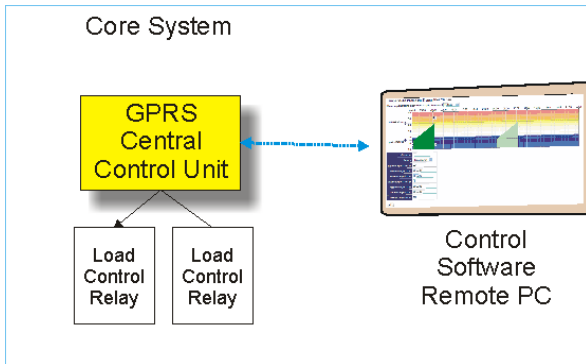 Core System
GPRS
Central
Control Unit
Load
Control
Relay
Load
Control
Relay
Control
Software
Remote PC